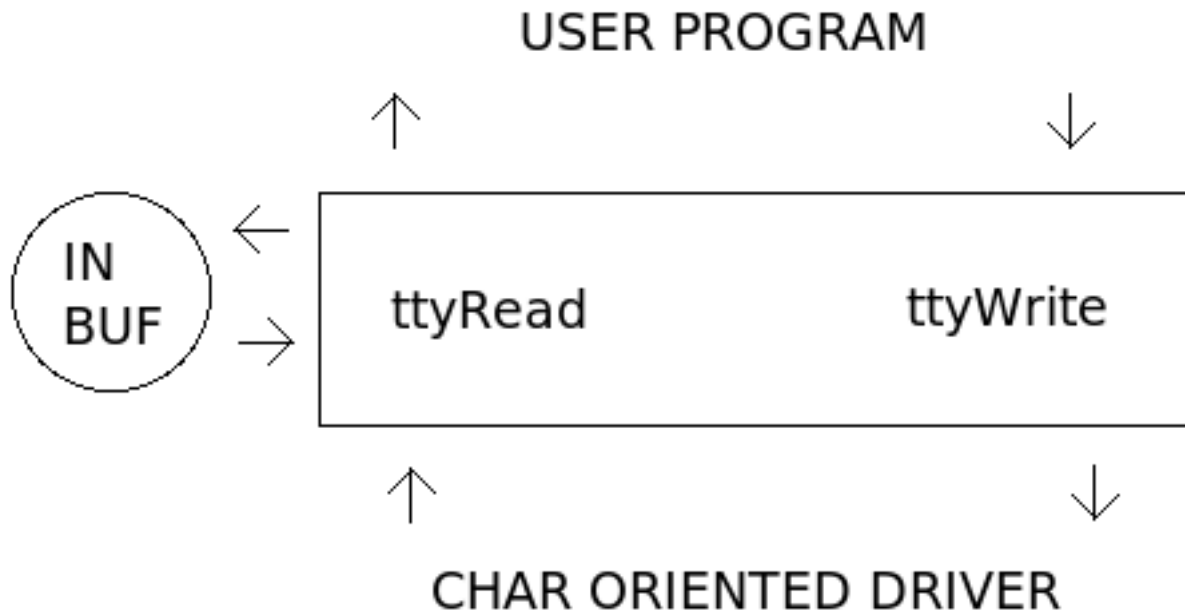 USER PROGRAM
IN
BUF
ttyRead
ttyWrite
CHAR ORIENTED DRIVER